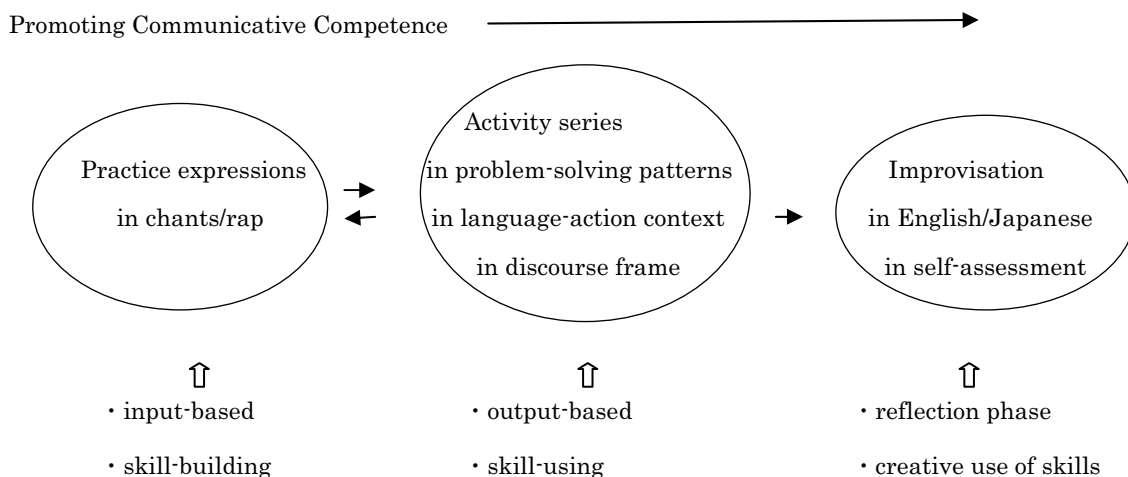 Promoting Communicative Competence
Practice expressions
in chants/rap
Activity series
in problem-solving patterns
in language-action context
in discourse frame
Improvisation
in English/Japanese
in self-assessment
・input-based
・skill-building
・output-based
・skill-using
・reflection phase
・creative use of skills